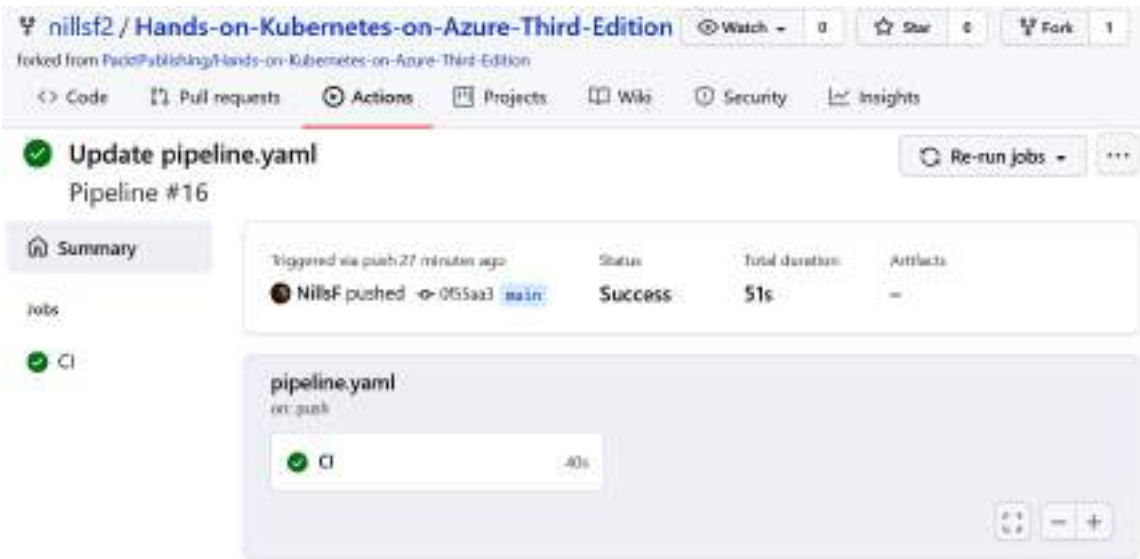 nillsf2 / Hands-on-Kubernetes-on-Azure-Third-Edition Watch 0 Star 0 Fork 1
forked from PacktPublishing/Hands-on-Kubernetes-on-Azure-Third-Edition
Code Pull requests Actions Projects Wiki Security Insights
Update pipeline.yaml Re-run jobs
Pipeline #16
Summary
Jobs
CI
Triggered via push 27 minutes ago Status Total duration Artifacts
NillsF pushed 0f55aa3 main Success 51s –
pipeline.yaml
on: push
CI 40s